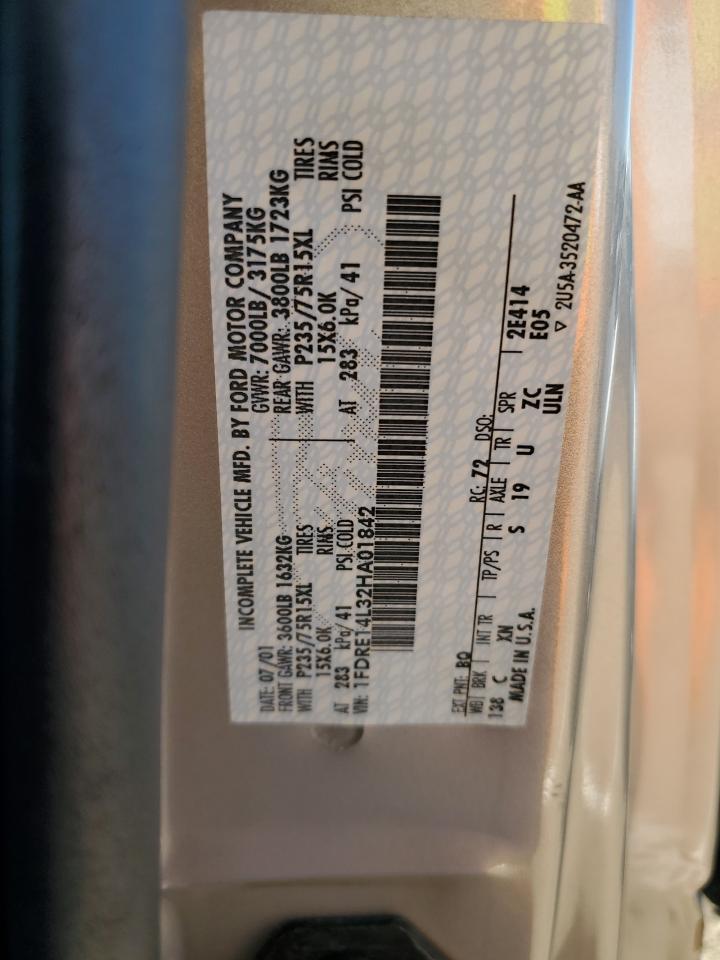 INCOMPLETE VEHICLE MFD. BY FORD MOTOR COMPANY
DATE: 07/01 GVWR: 7000LB/ 3175KG
FRONT GAWR: 3600LB 1632KG REAR GAWR: 3800LB 1723KG
WITH P235/75R15XL TIRES WITH P235/75R15XL TIRES
15X6.0K RIMS 15X6.0K RIMS
AT 283 kPa/ 41 PSI COLD AT 283 kPa/ 41 PSI COLD
VIN: 1FDRE14L32HA01842
EXT PNT: BQ RC: 72 DSO:
WB BRK INT TR TP/PS R AXLE TR SPR 2E414
138 C XN S 19 U ZC E05
MADE IN U.S.A. ULN ▽ 2U5A-3520472-AA